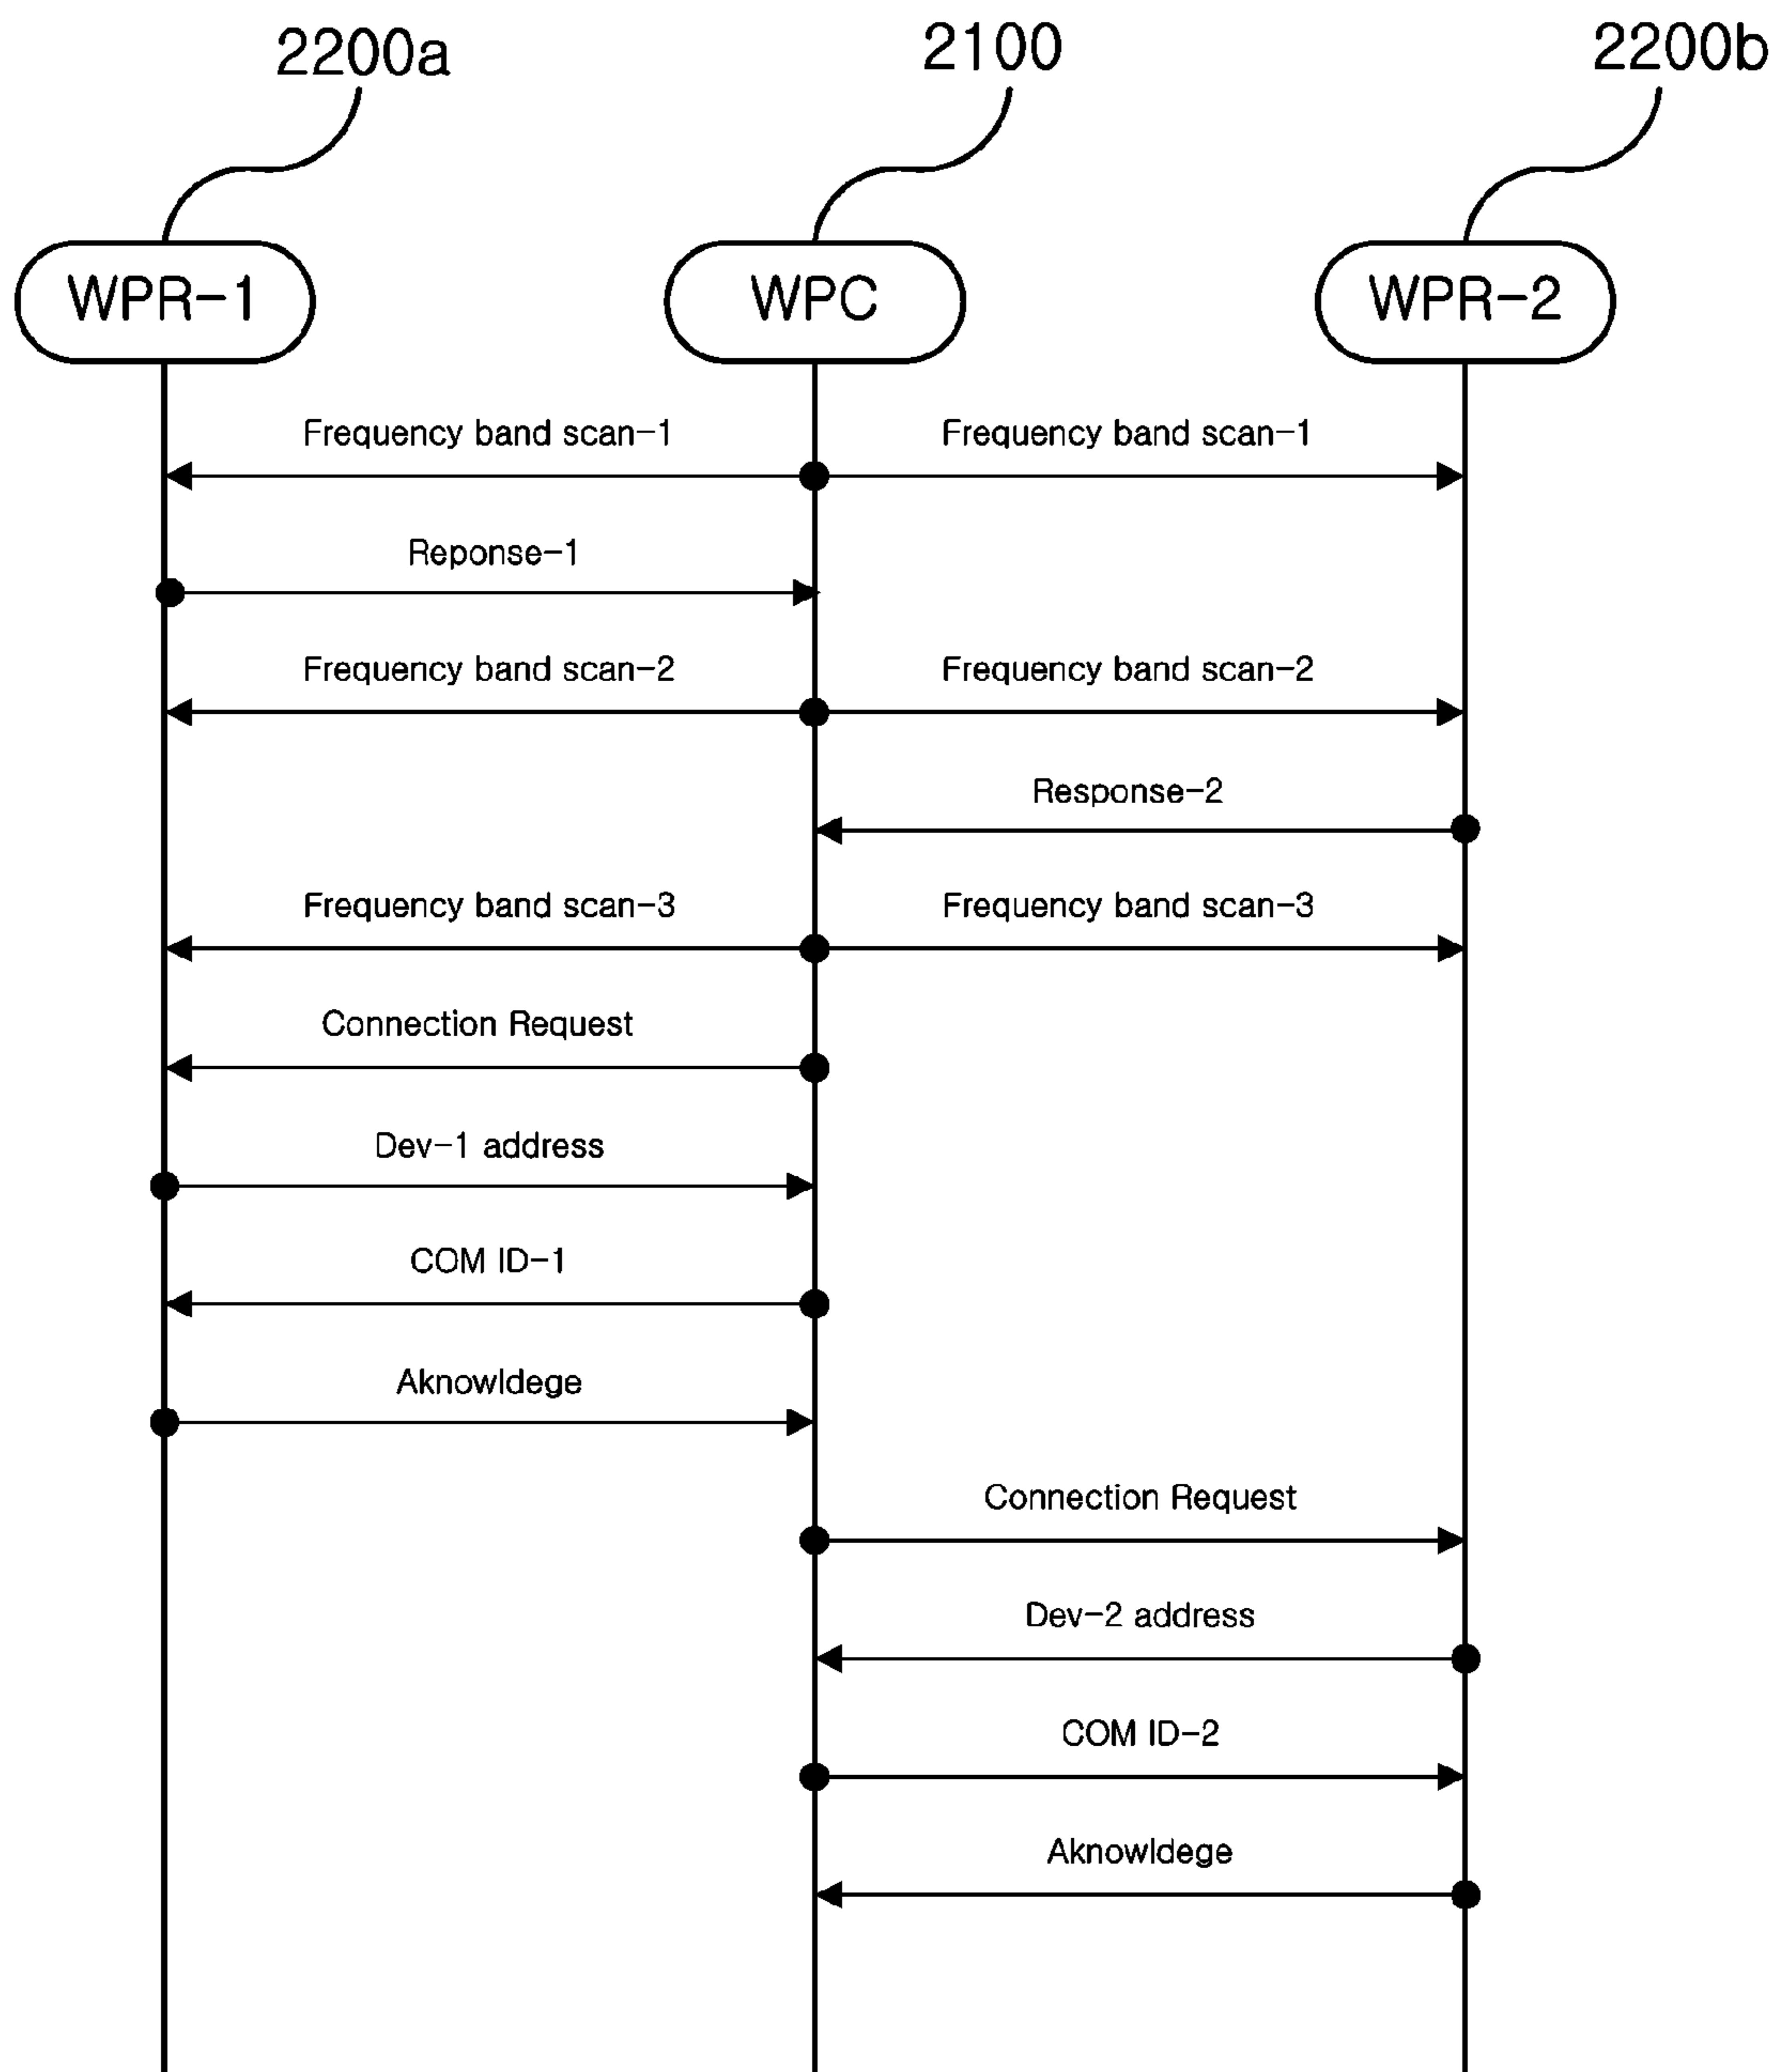 2200a 2100 2200b
WPR-1 WPC WPR-2
Frequency band scan-1 Frequency band scan-1
Reponse-1
Frequency band scan-2 Frequency band scan-2
Response-2
Frequency band scan-3 Frequency band scan-3
Connection Request
Dev-1 address
COM ID-1
Aknowldege
Connection Request
Dev-2 address
COM ID-2
Aknowldege